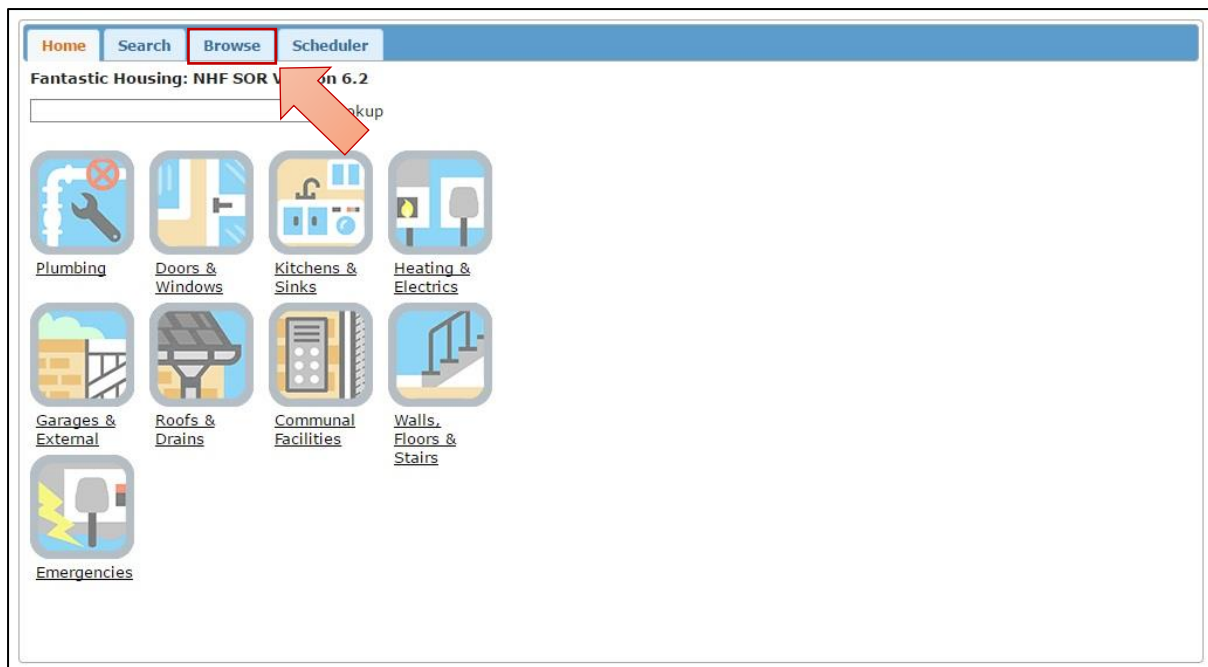 Home Search Browse Scheduler
Fantastic Housing: NHF SOR V on 6.2
okup
Plumbing
Doors &
Windows
Kitchens &
Sinks
Heating &
Electrics
Garages &
External
Roofs &
Drains
Communal
Facilities
Walls,
Floors &
Stairs
Emergencies